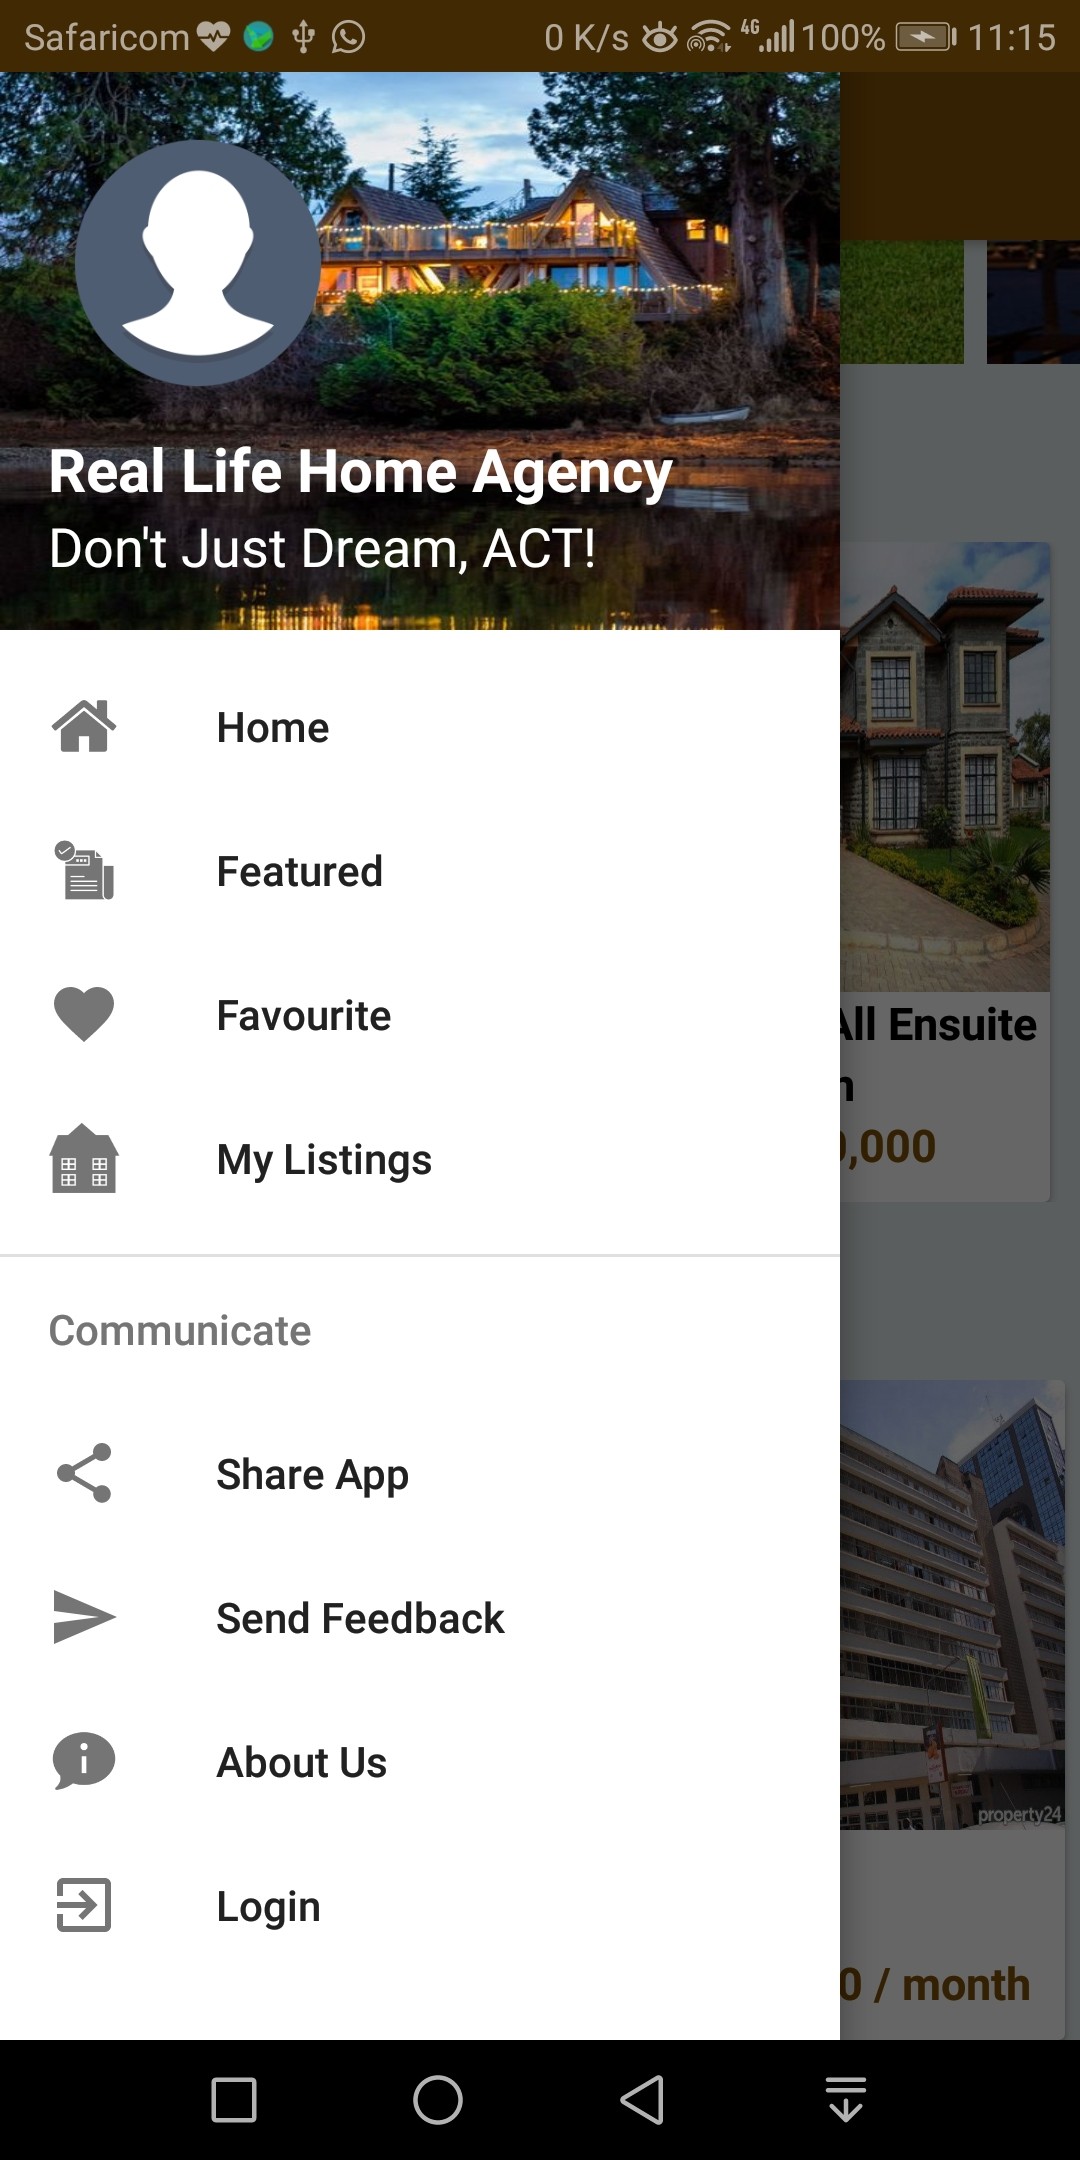 Safaricom 0 K/s 4G 100% 11:15
Real Life Home Agency
Don't Just Dream, ACT!
Home
Featured
Favourite
My Listings
All Ensuite
n
0,000
Communicate
Share App
Send Feedback
About Us
property24
Login
0 / month